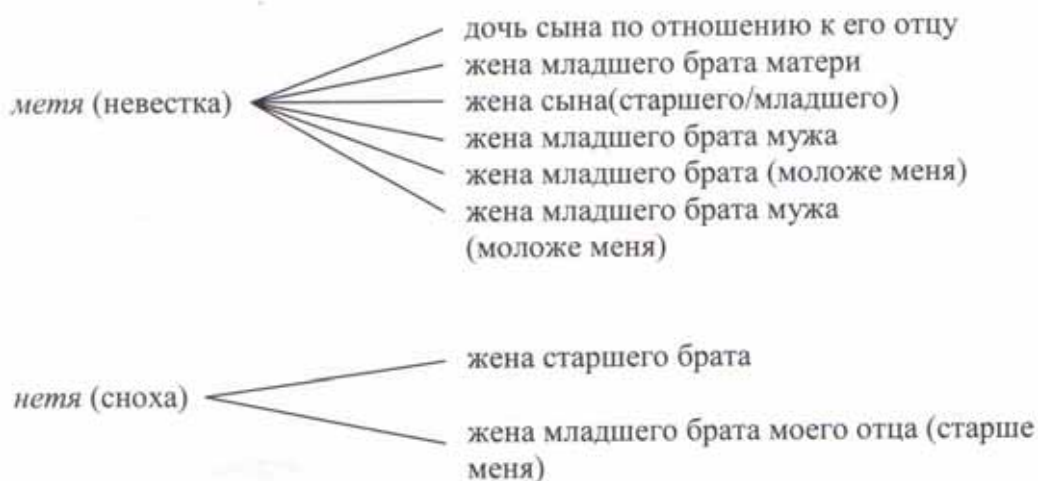 дочь сына по отношению к его отцу
жена младшего брата матери
метя (невестка)
жена сына(старшего/младшего)
жена младшего брата мужа
жена младшего брата (моложе меня)
жена младшего брата мужа
(моложе меня)
жена старшего брата
нетя (сноха)
жена младшего брата моего отца (старше
меня)